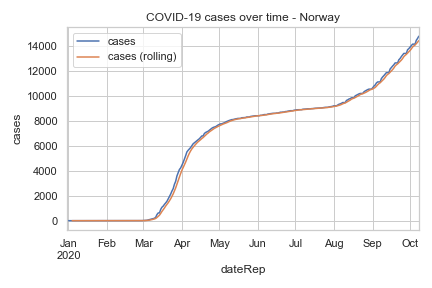 COVID-19 cases over time - Norway
cases
cases (rolling)
14000
12000
10000
8000
6000
4000
2000
0
cases
Jan Feb Mar Apr May Jun Jul Aug Sep Oct
2020
dateRep